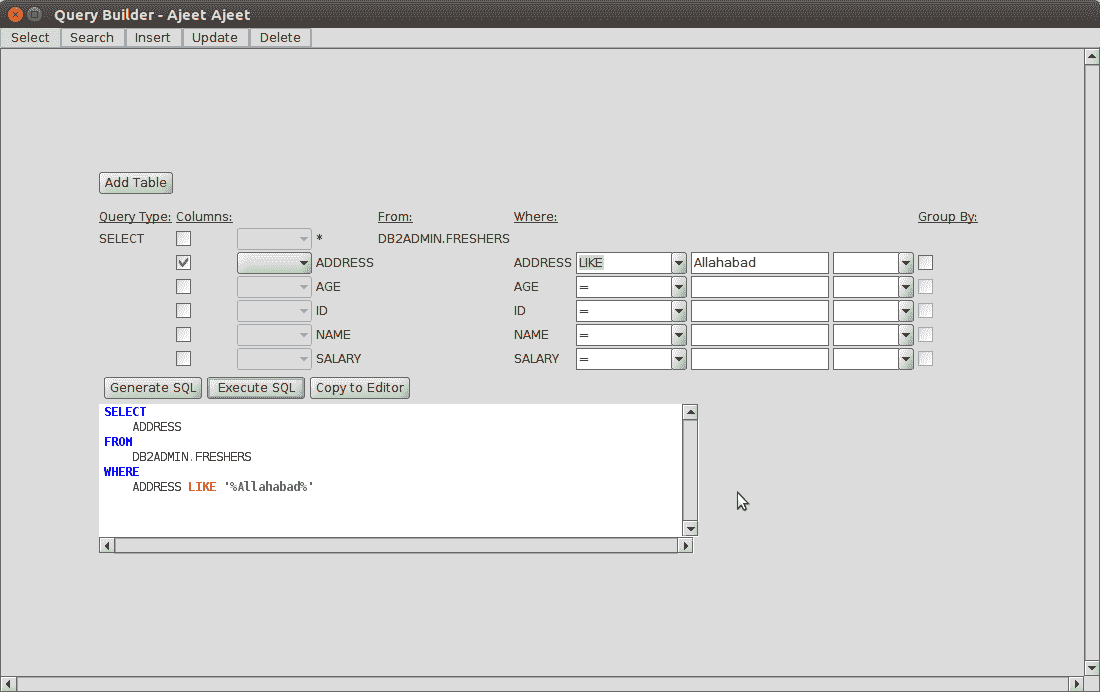 Query Builder - Ajeet Ajeet
Select Search Insert Update Delete
Add Table
Query Type: Columns: From: Where: Group By:
SELECT * DB2ADMIN.FRESHERS
ADDRESS ADDRESS LIKE Allahabad
AGE AGE =
ID ID =
NAME NAME =
SALARY SALARY =
Generate SQL Execute SQL Copy to Editor
SELECT
ADDRESS
FROM
DB2ADMIN.FRESHERS
WHERE
ADDRESS LIKE '%Allahabad%'